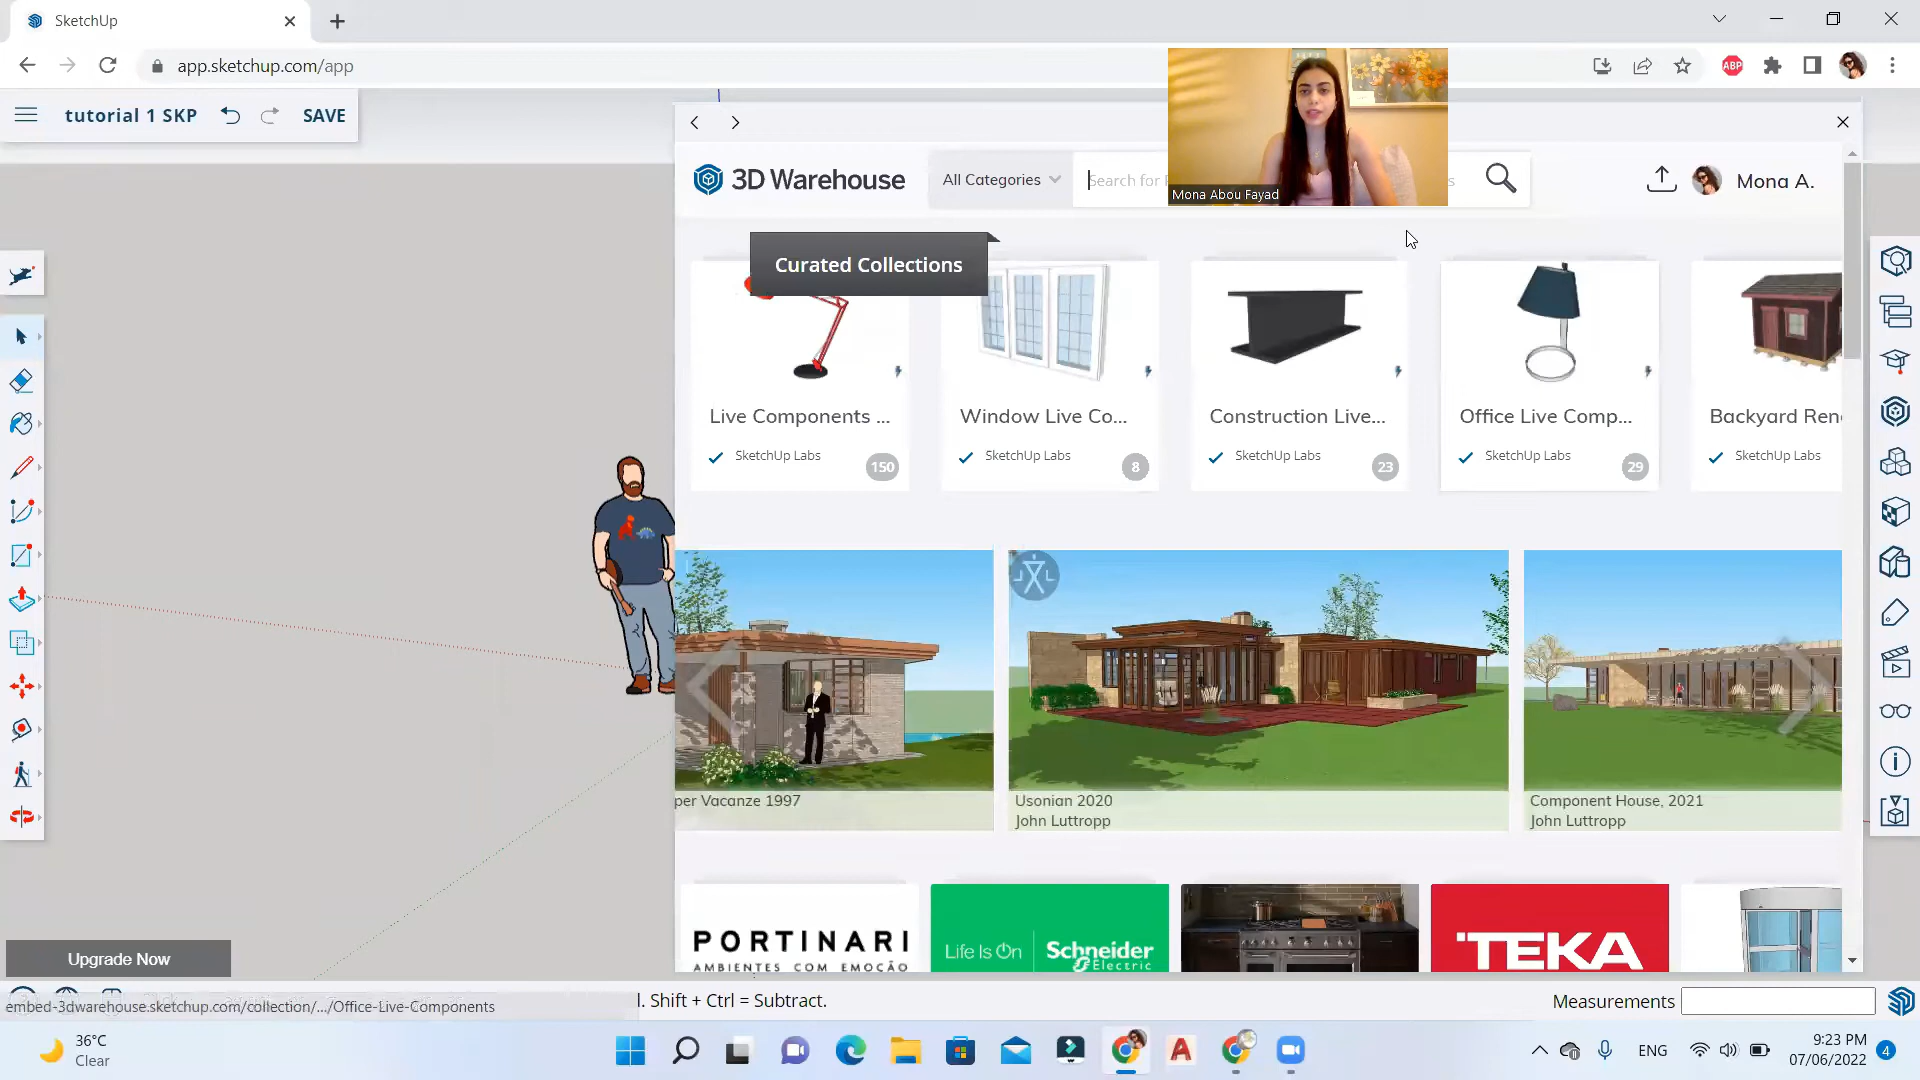 SketchUp
app.sketchup.com/app
ABP
tutorial 1 SKP
SAVE
Mona Abou Fayad
3D Warehouse
All Categories
Search for
Mona A.
Curated Collections
Live Components ...
Window Live Co...
Construction Live...
Office Live Comp...
Backyard Ren
SketchUp Labs
150
SketchUp Labs
8
SketchUp Labs
23
SketchUp Labs
29
SketchUp Labs
per Vacanze 1997
Usonian 2020
John Luttropp
Component House, 2021
John Luttropp
PORTINARI
AMBIENTES COM EMOÇÃO
Life Is On
Schneider
Electric
TEKA
Upgrade Now
embed-3dwarehouse.sketchup.com/collection/.../Office-Live-Components
l. Shift + Ctrl = Subtract.
Measurements
36°C
Clear
ENG
9:23 PM
07/06/2022
4